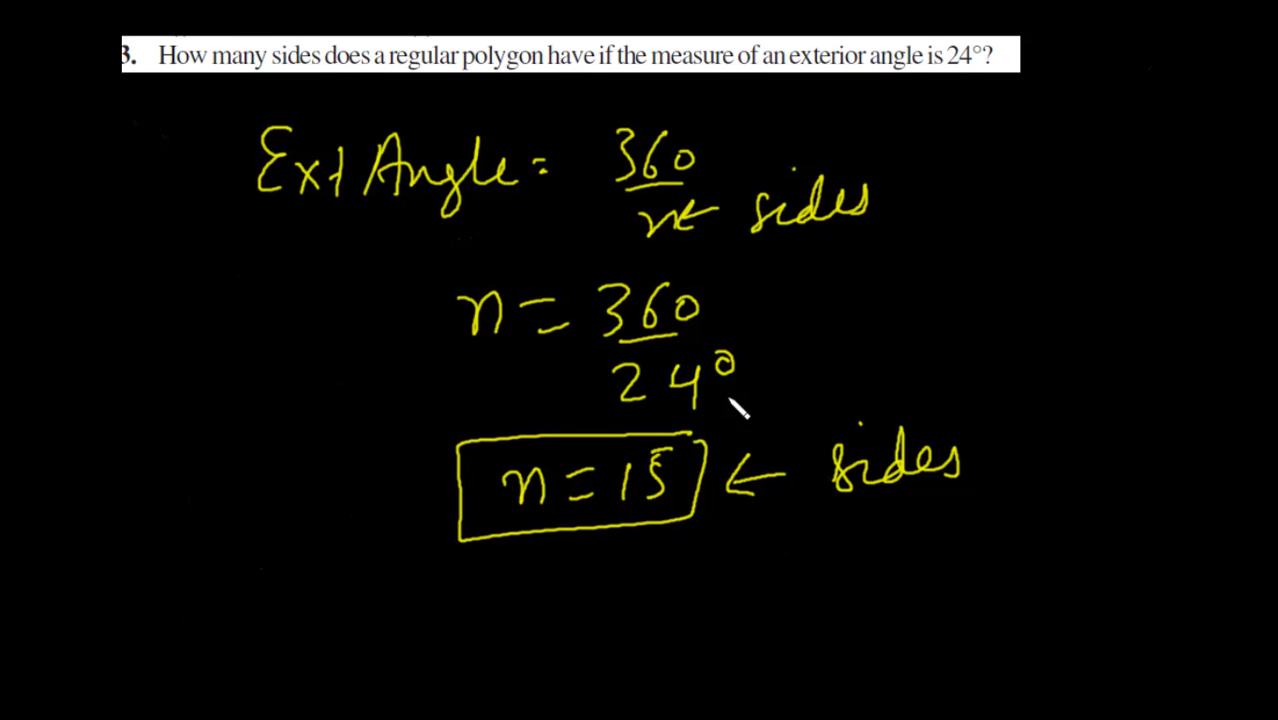 3. How many sides does a regular polygon have if the measure of an exterior angle is 24°?
Ext Angle = 360
n ← sides
n = 360
24°
n = 15 ← sides